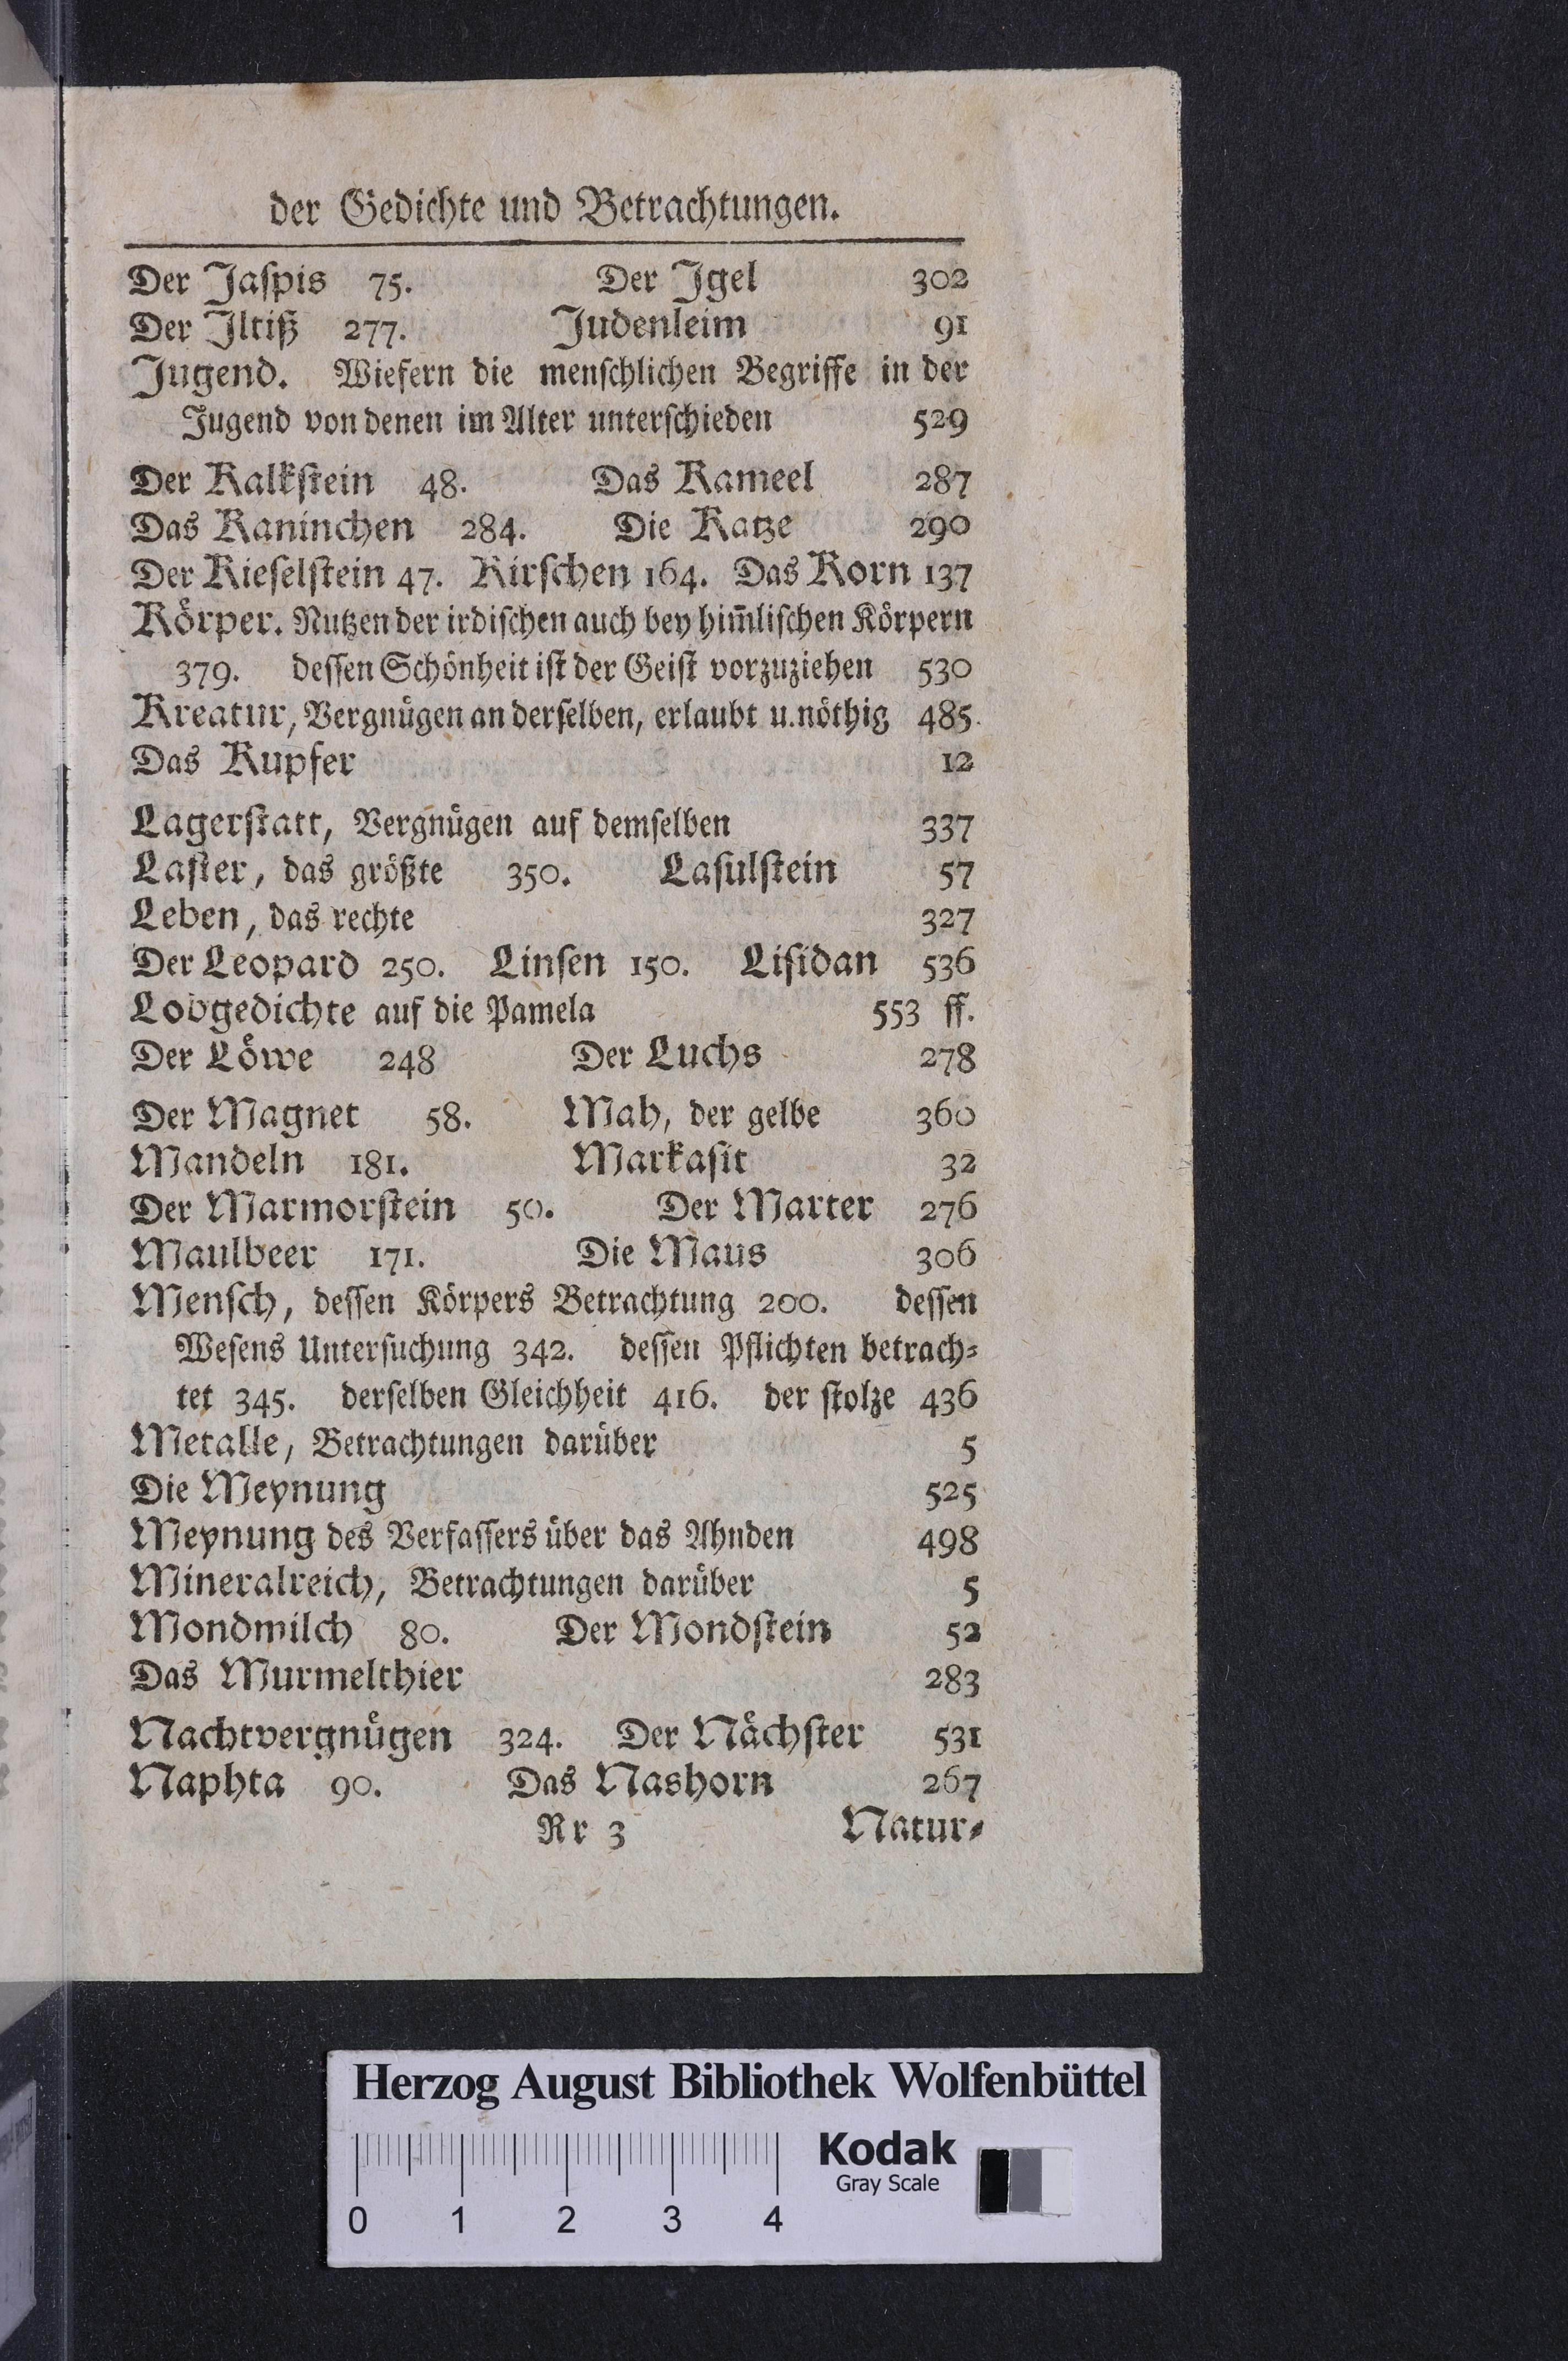 der Gedichte und Betrachtungen.
Der Jaſpis 75. Der Igel 302
Der Iltiß 277. Judenleim 91
Jugend. Wiefern die menſchlichen Begriffe in der
Jugend von denen im Alter unterſchieden 529
Der Kalkſtein 48. Das Kameel 287
Das Kaninchen 284. Die Katze 290
Der Kieſelſtein 47. Kirſchen 164. Das Korn 137
Körper. Nutzen der irdiſchen auch bey him̃liſchen Körpern
379. deſſen Schönheit iſt der Geiſt vorzuziehen 530
Kreatur, Vergnügen an derſelben, erlaubt u. nöthig 485.
Das Kupfer 12
Lagerſtatt, Vergnügen auf demſelben 337
Laſter, das größte 350. Laſulſtein 57
Leben, das rechte 327
Der Leopard 250. Linſen 150. Liſidan 536
Lobgedichte auf die Pamela 553 ff.
Der Löwe 248 Der Luchs 278
Der Magnet 58. Mah, der gelbe 360
Mandeln 181. Markaſit 32
Der Marmorſtein 50. Der Marter 276
Maulbeer 171. Die Maus 306
Menſch, deſſen Körpers Betrachtung 200. deſſen
Weſens Unterſuchung 342. deſſen Pflichten betrach⸗
tet 345. derſelben Gleichheit 416. der ſtolze 436
Metalle, Betrachtungen darüber 5
Die Meynung 525
Meynung des Verfaſſers über das Ahnden 498
Mineralreich, Betrachtungen darüber 5
Mondmilch 80. Der Mondſtein 52
Das Murmelthier 283
Nachtvergnügen 324. Der Nächſter 531
Naphta 90. Das Nashorn 267
Rr 3 Natur⸗
Herzog August Bibliothek Wolfenbüttel
Kodak
Gray Scale
0 1 2 3 4